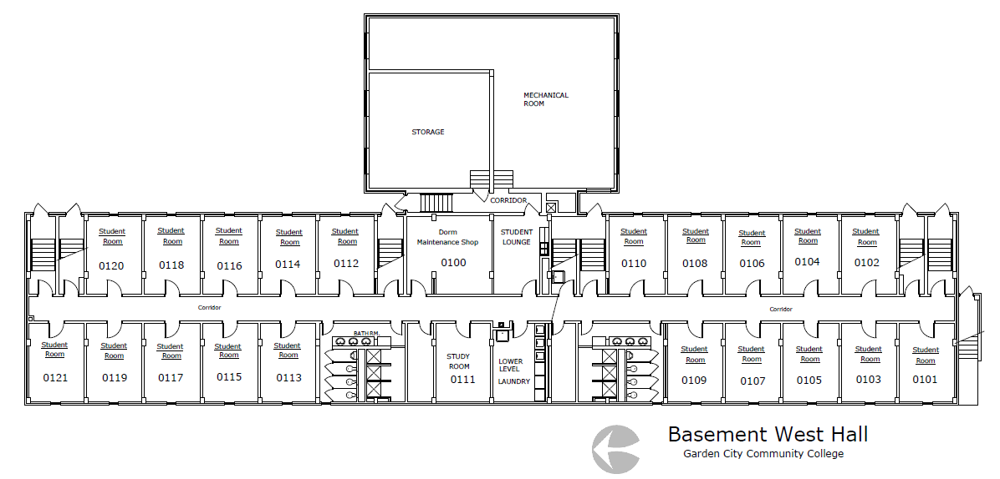 MECHANICAL
ROOM
STORAGE
CORRIDOR
Student
Room
0120
Student
Room
0118
Student
Room
0116
Student
Room
0114
Student
Room
0112
Dorm
Maintenance Shop
0100
STUDENT
LOUNGE
Student
Room
0110
Student
Room
0108
Student
Room
0106
Student
Room
0104
Student
Room
0102
Corridor
Corridor
Student
Room
0121
Student
Room
0119
Student
Room
0117
Student
Room
0115
Student
Room
0113
BATH RM.
STUDY
ROOM
0111
LOWER
LEVEL
LAUNDRY
Student
Room
0109
Student
Room
0107
Student
Room
0105
Student
Room
0103
Student
Room
0101
Basement West Hall
Garden City Community College